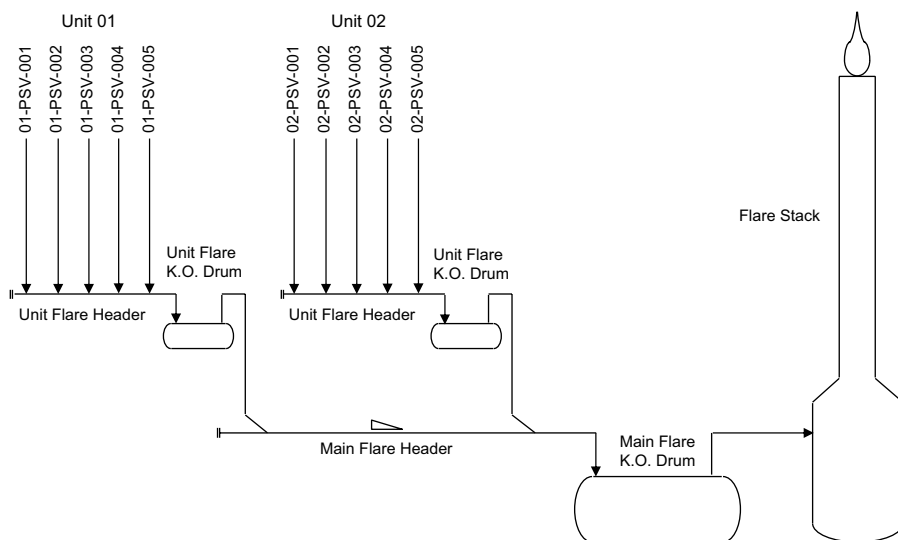 Unit 01
Unit 02
01-PSV-001
01-PSV-002
01-PSV-003
01-PSV-004
01-PSV-005
02-PSV-001
02-PSV-002
02-PSV-003
02-PSV-004
02-PSV-005
Flare Stack
Unit Flare
K.O. Drum
Unit Flare
K.O. Drum
Unit Flare Header
Unit Flare Header
Main Flare Header
Main Flare
K.O. Drum